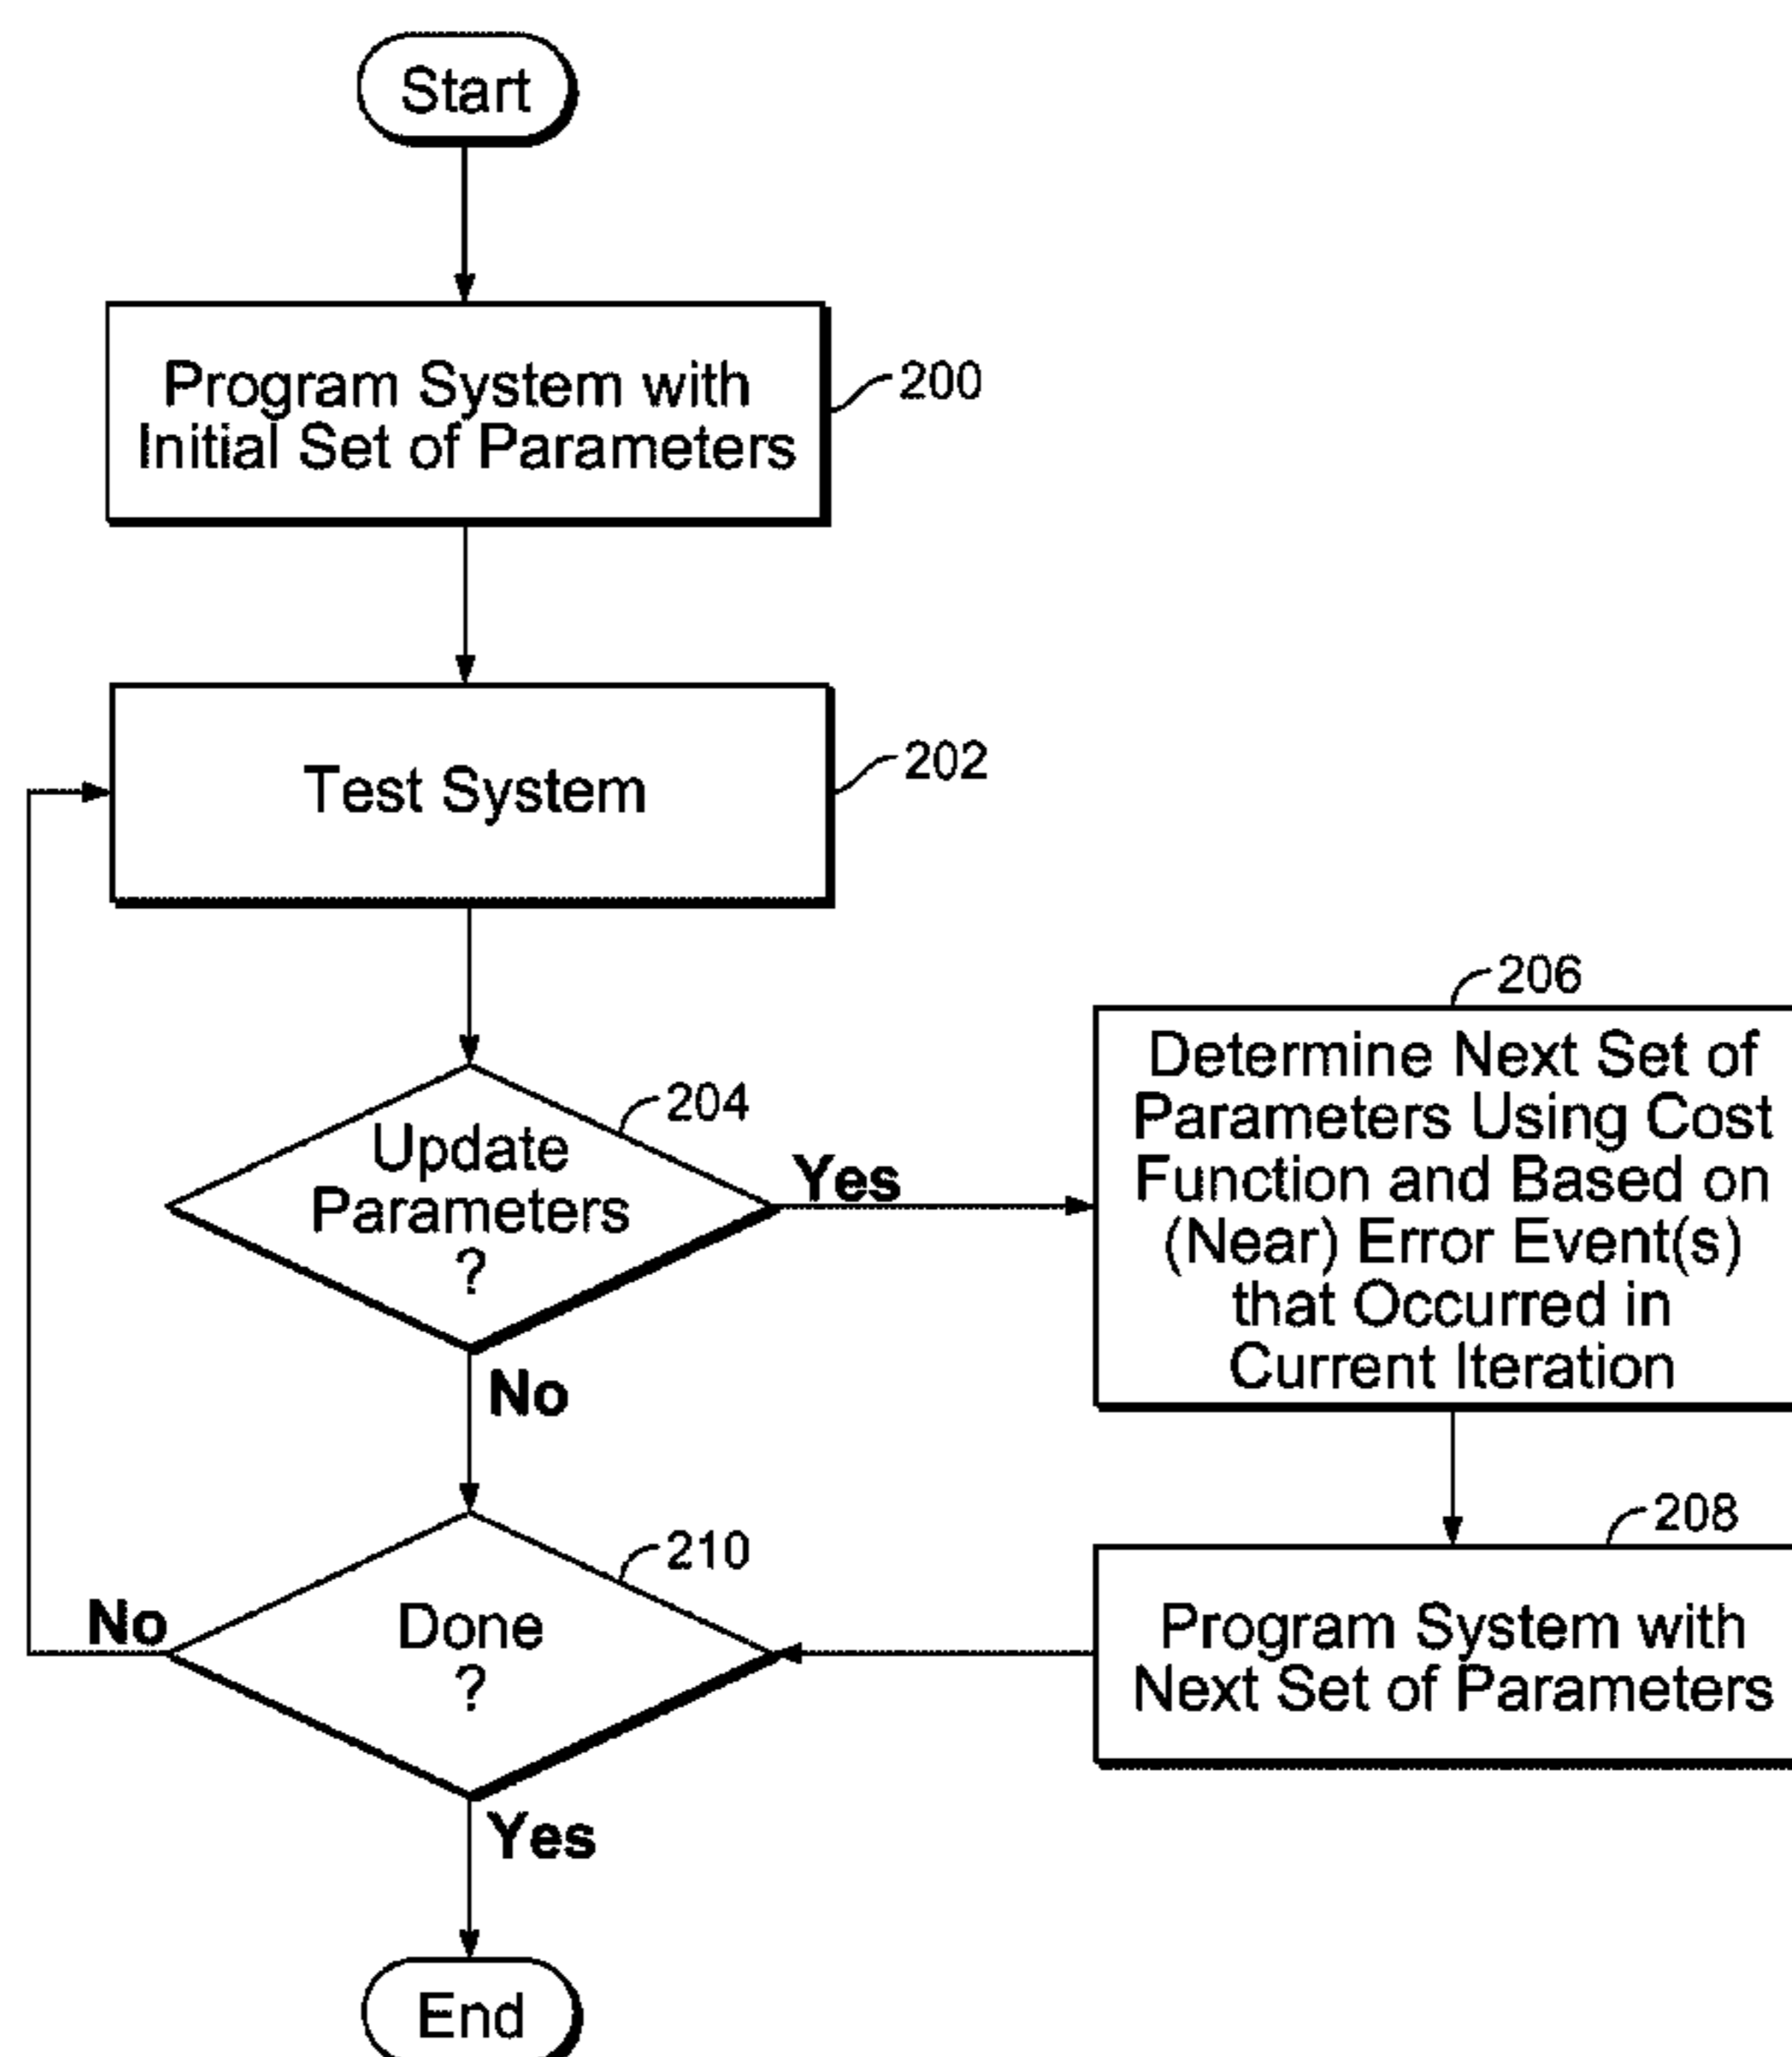 Start
Program System with
Initial Set of Parameters
200
Test System
202
Update
Parameters
?
204
Yes
No
206
Determine Next Set of
Parameters Using Cost
Function and Based on
(Near) Error Event(s)
that Occurred in
Current Iteration
208
Program System with
Next Set of Parameters
Done
?
210
No
Yes
End